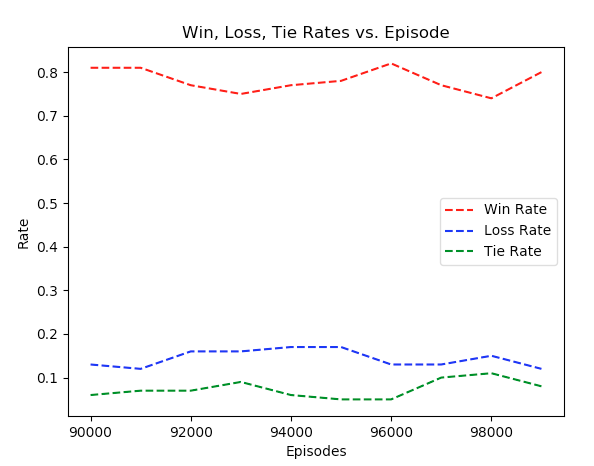 Win, Loss, Tie Rates vs. Episode
0.8
0.7
0.6
0.5
0.4
0.3
0.2
0.1
Rate
Win Rate
Loss Rate
Tie Rate
90000 92000 94000 96000 98000
Episodes